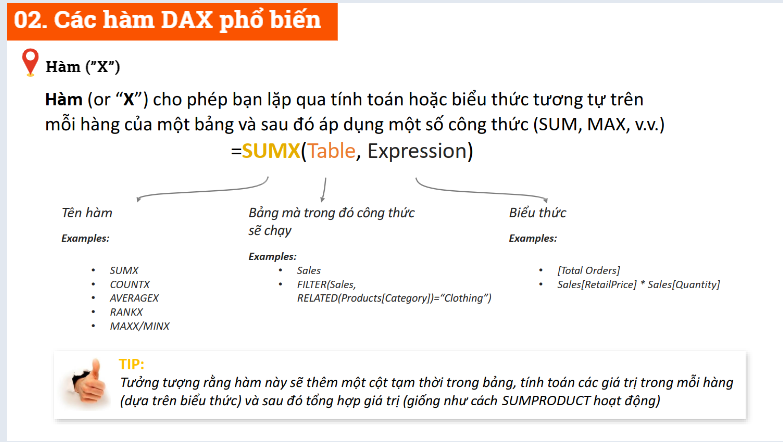 02. Các hàm DAX phổ biến
Hàm ("X")
Hàm (or "X") cho phép bạn lặp qua tính toán hoặc biểu thức tương tự trên
mỗi hàng của một bảng và sau đó áp dụng một số công thức (SUM, MAX, v.v.)
=SUMX(Table, Expression)
Tên hàm
Examples:
• SUMX
• COUNTX
• AVERAGEX
• RANKX
• MAXX/MINX
Bảng mà trong đó công thức
sẽ chạy
Examples:
• Sales
• FILTER(Sales,
RELATED(Products[Category])="Clothing")
Biểu thức
Examples:
• [Total Orders]
• Sales[RetailPrice] * Sales[Quantity]
TIP:
Tưởng tượng rằng hàm này sẽ thêm một cột tạm thời trong bảng, tính toán các giá trị trong mỗi hàng
(dựa trên biểu thức) và sau đó tổng hợp giá trị (giống như cách SUMPRODUCT hoạt động)